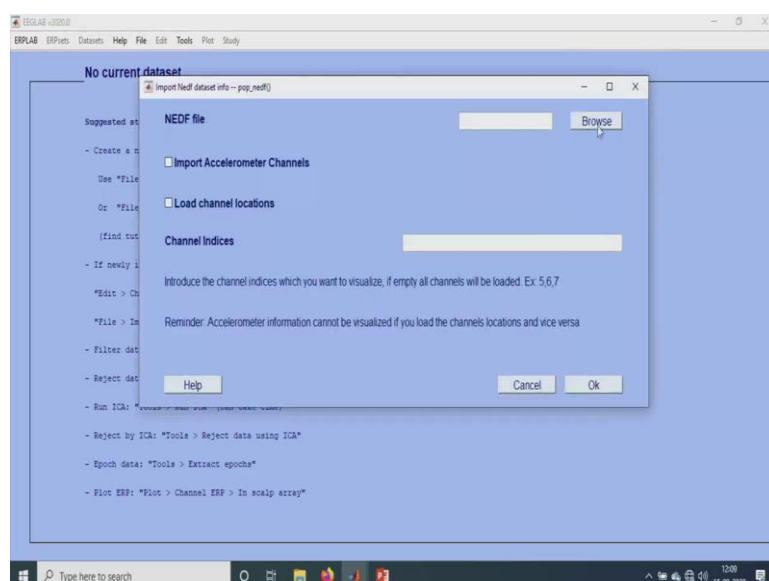 EEGLAB v2020.0
ERPLAB ERPsets Datasets Help File Edit Tools Plot Study
No current dataset
Import Nedf dataset info -- pop_nedf()
NEDF file
Browse
Import Accelerometer Channels
Load channel locations
Channel Indices
Introduce the channel indices which you want to visualize, if empty all channels will be loaded. Ex: 5,6,7
Reminder: Accelerometer information cannot be visualized if you load the channels locations and vice versa
Help Cancel Ok
Suggested st
- Create a n
Use "File
Or "File
(find tut
- If newly i
"Edit > Ch
"File > Im
- Filter dat
- Reject dat
- Run ICA:
- Reject by ICA: "Tools > Reject data using ICA"
- Epoch data: "Tools > Extract epochs"
- Plot ERP: "Plot > Channel ERP > In scalp array"
Type here to search
12:09